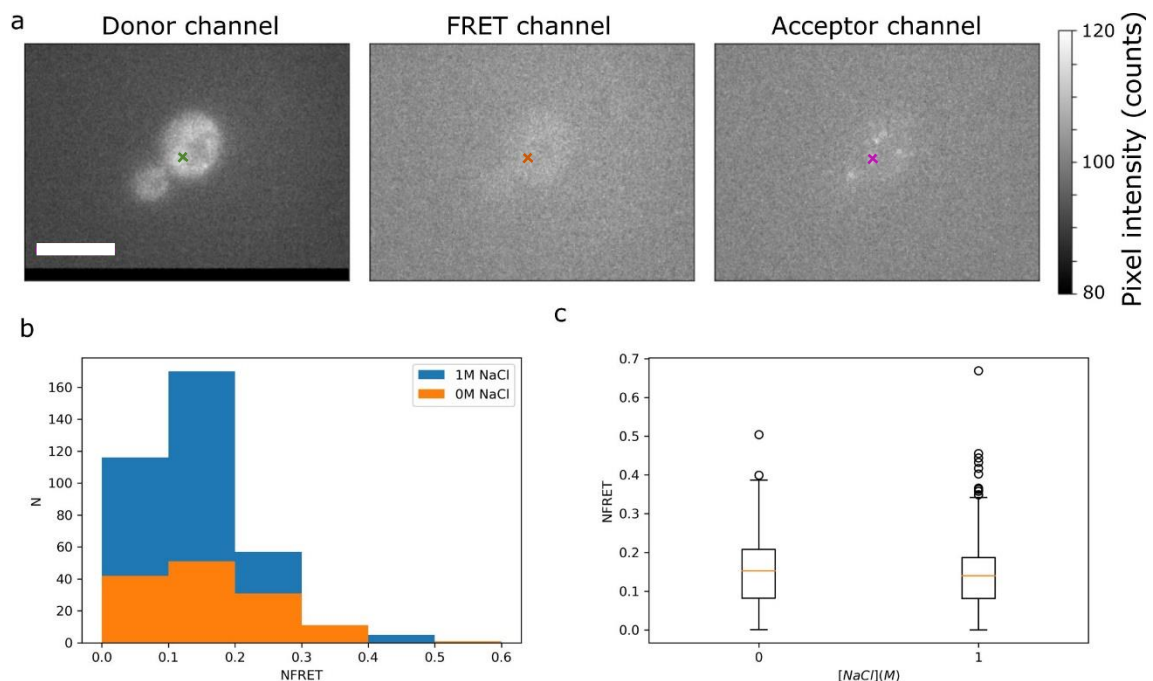 a
Donor channel
FRET channel
Acceptor channel
120
100
80
Pixel intensity (counts)
b
1M NaCl
0M NaCl
160
140
120
100
80
60
40
20
0
N
0.0 0.1 0.2 0.3 0.4 0.5 0.6
NFRET
c
0.7
0.6
0.5
0.4
0.3
0.2
0.1
0.0
NFRET
0 1
[NaCl](M)